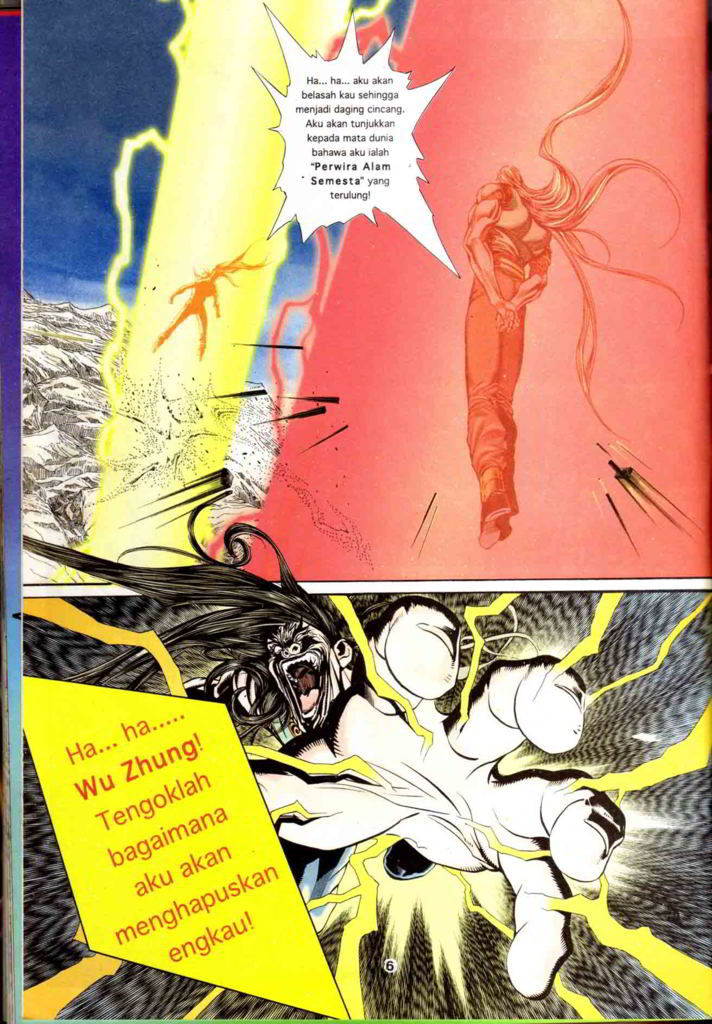 Ha... ha... aku akan
belasah kau sehingga
menjadi daging cincang.
Aku akan tunjukkan
kepada mata dunia
bahawa aku ialah
"Perwira Alam
Semesta" yang
terulung!
Ha... ha.....
Wu Zhung!
Tengoklah
bagaimana
aku akan
menghapuskan
engkau!
6